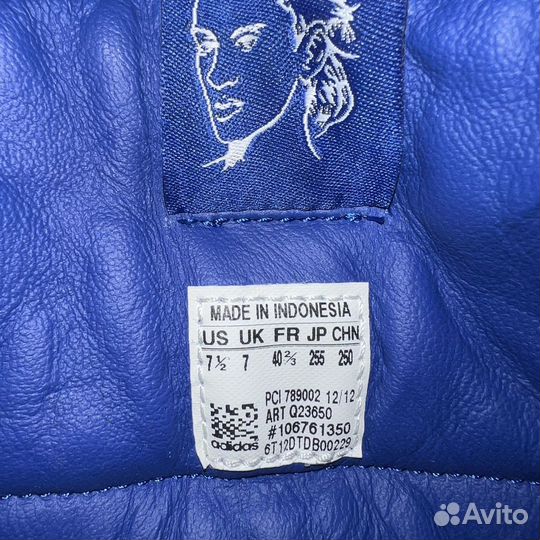 MADE IN INDONESIA
US UK FR JP CHN
7½ 7 40⅔ 255 250
PCI 789002 12/12
ART Q23650
#106761350
adidas 6T12DTDB00229
Avito